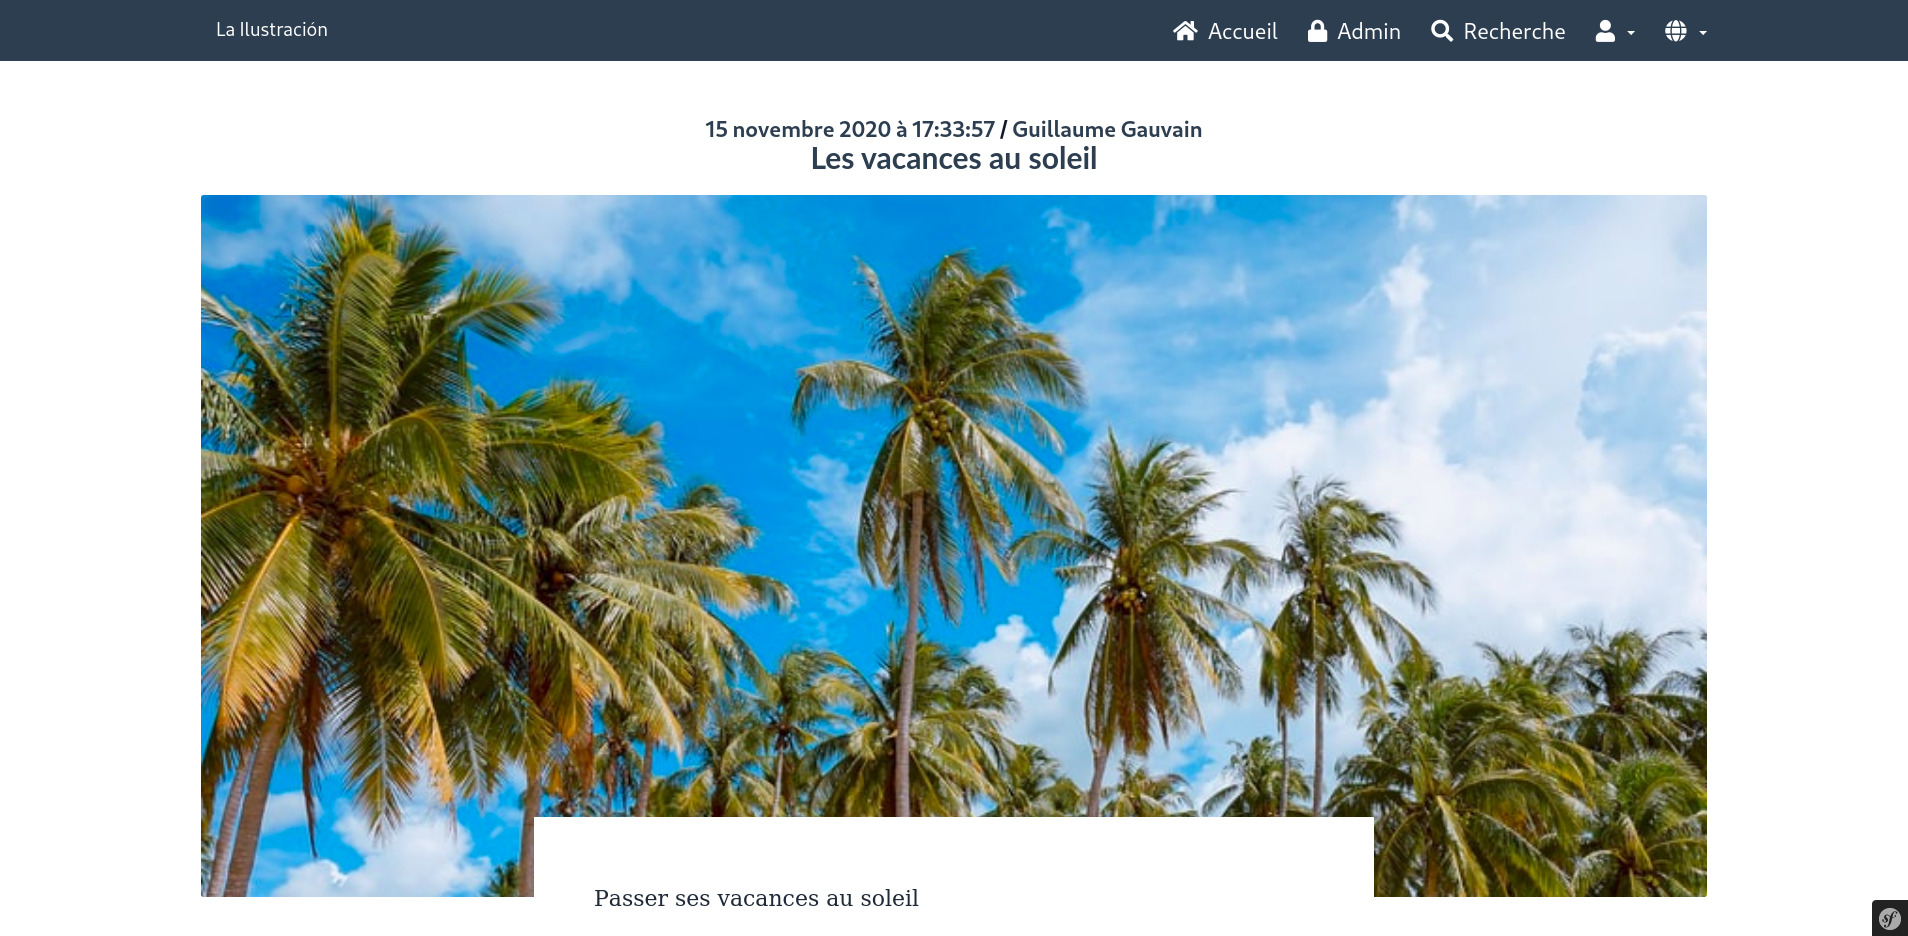 La Ilustración
Accueil
Admin
Recherche
15 novembre 2020 à 17:33:57 / Guillaume Gauvain
Les vacances au soleil
Passer ses vacances au soleil
sf